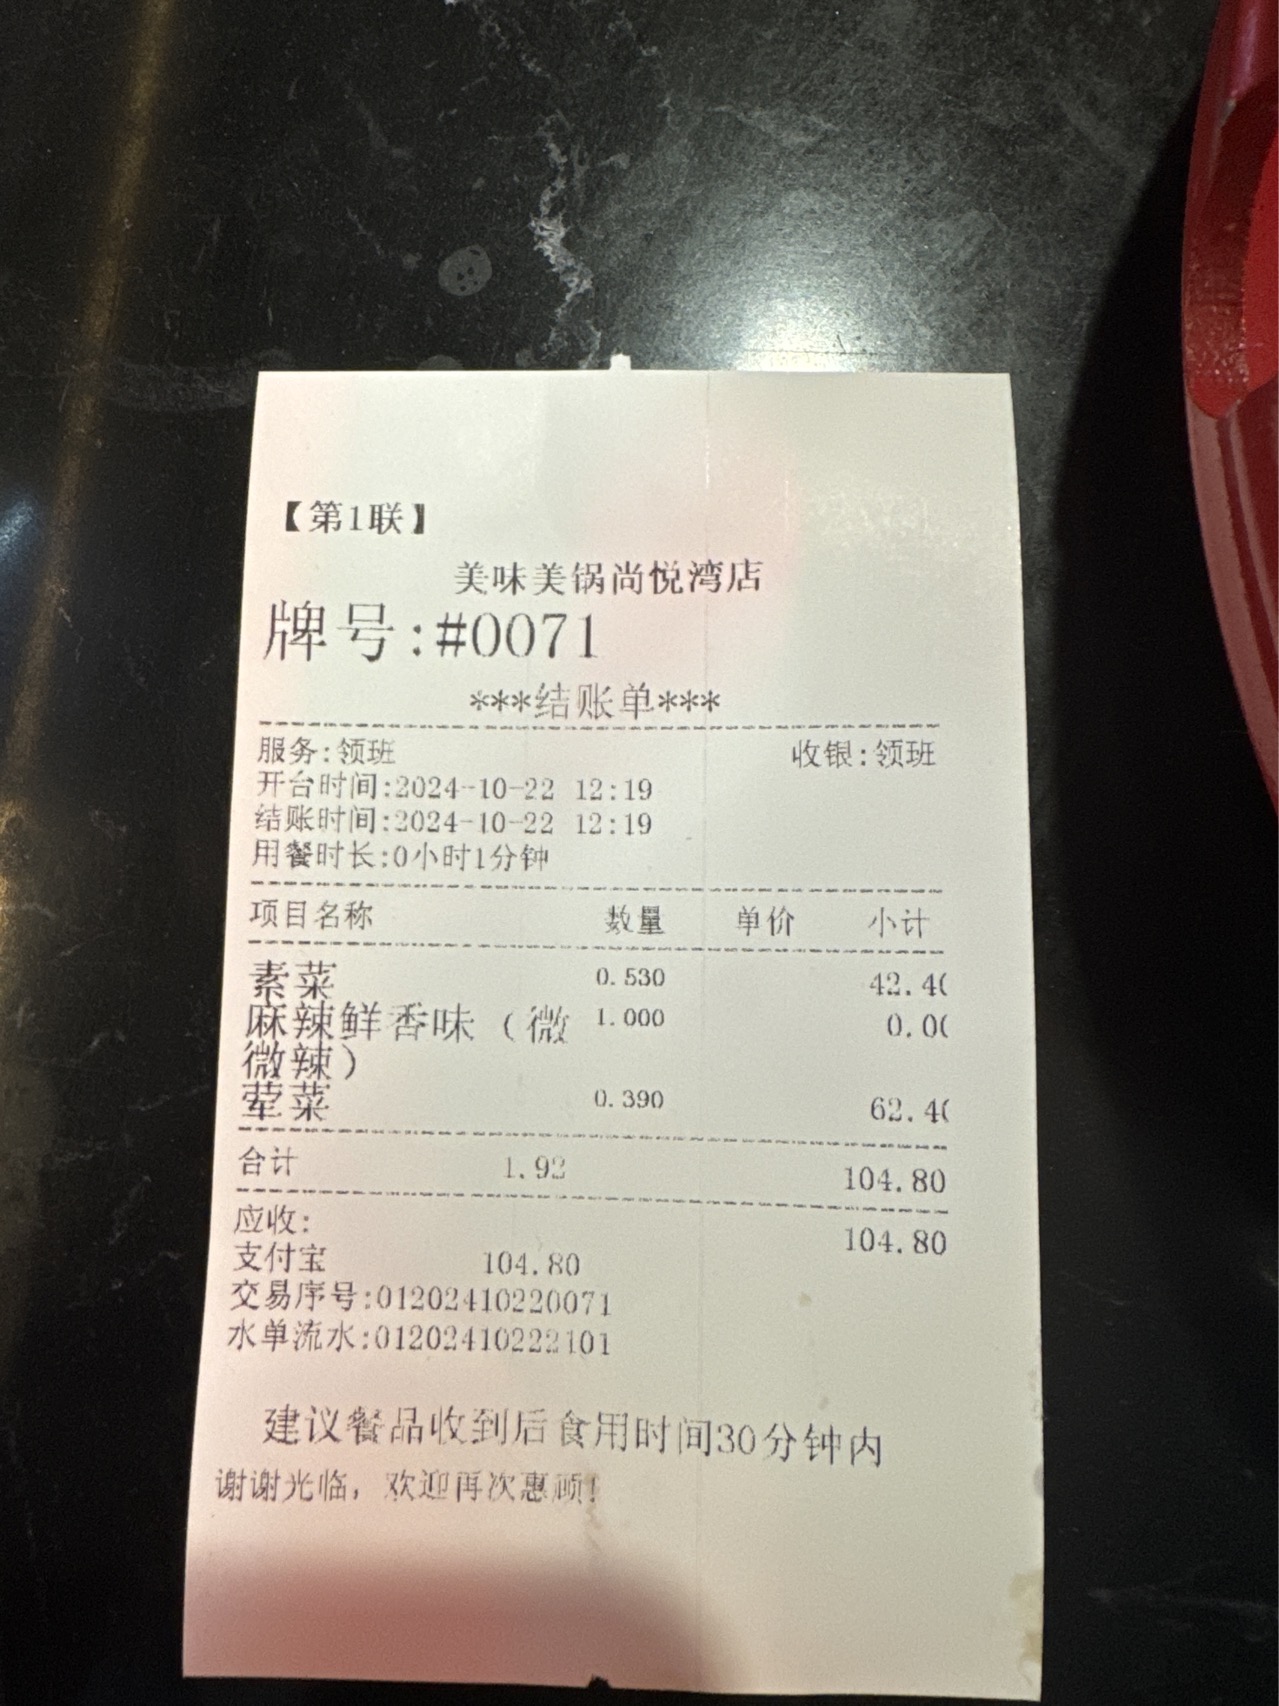 【第1联】
美味美锅尚悦湾店
牌号:#0071
***结账单***
服务:领班 收银:领班
开台时间:2024-10-22 12:19
结账时间:2024-10-22 12:19
用餐时长:0小时1分钟
项目名称 数量 单价 小计
素菜 0.530 42.4(
麻辣鲜香味（微 1.000 0.0(
微辣）
荤菜 0.390 62.4(
合计 1.92 104.80
应收: 104.80
支付宝 104.80
交易序号:01202410220071
水单流水:01202410222101
建议餐品收到后食用时间30分钟内
谢谢光临，欢迎再次惠顾!